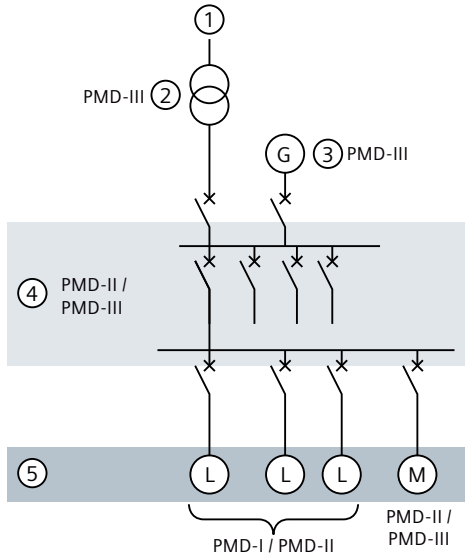 1
PMD-III 2
G 3 PMD-III
4 PMD-II /
PMD-III
5 L L L M
PMD-I / PMD-II
PMD-II /
PMD-III